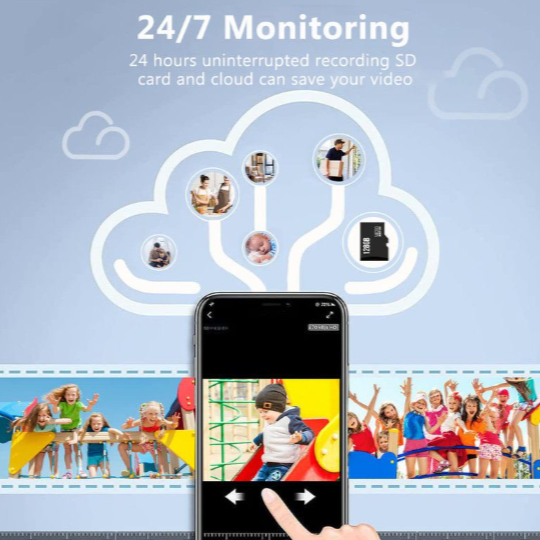 24/7 Monitoring
24 hours uninterrupted recording SD
card and cloud can save your video
128GB